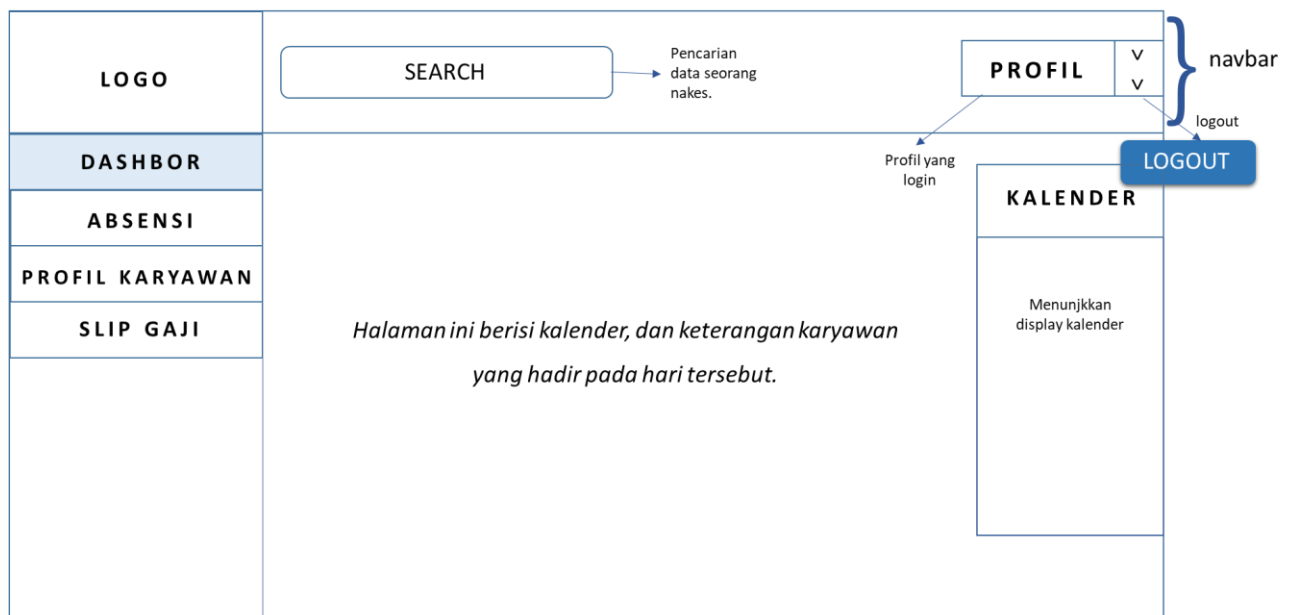 LOGO
SEARCH
Pencarian
data seorang
nakes.
PROFIL
v
v
navbar
logout
LOGOUT
Profil yang
login
DASHBOR
ABSENSI
PROFIL KARYAWAN
SLIP GAJI
KALENDER
Menunjkkan
display kalender
Halaman ini berisi kalender, dan keterangan karyawan
yang hadir pada hari tersebut.